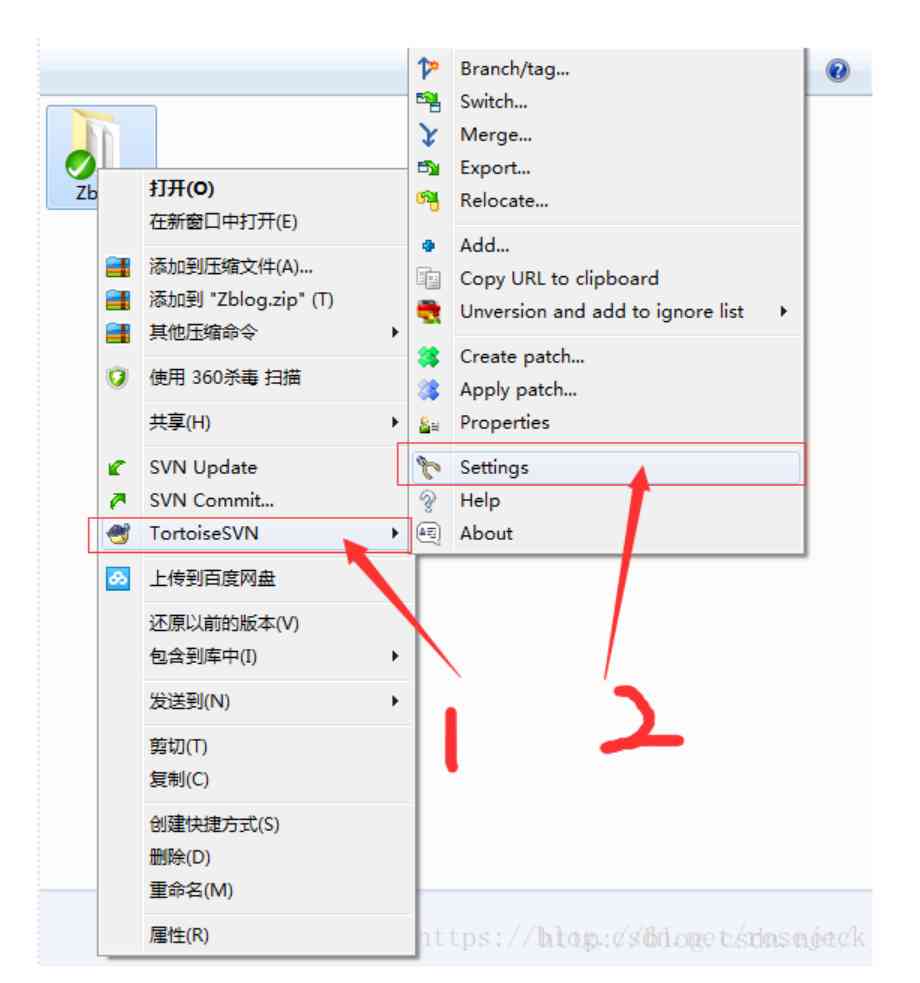 Branch/tag...
Switch...
Merge...
Export...
Relocate...
Add...
Copy URL to clipboard
Unversion and add to ignore list
Create patch...
Apply patch...
Properties
Settings
Help
About
Zb
打开(O)
在新窗口中打开(E)
添加到压缩文件(A)...
添加到 "Zblog.zip" (T)
其他压缩命令
使用 360杀毒 扫描
共享(H)
SVN Update
SVN Commit...
TortoiseSVN
上传到百度网盘
还原以前的版本(V)
包含到库中(I)
发送到(N)
剪切(T)
复制(C)
创建快捷方式(S)
删除(D)
重命名(M)
属性(R)
1
2